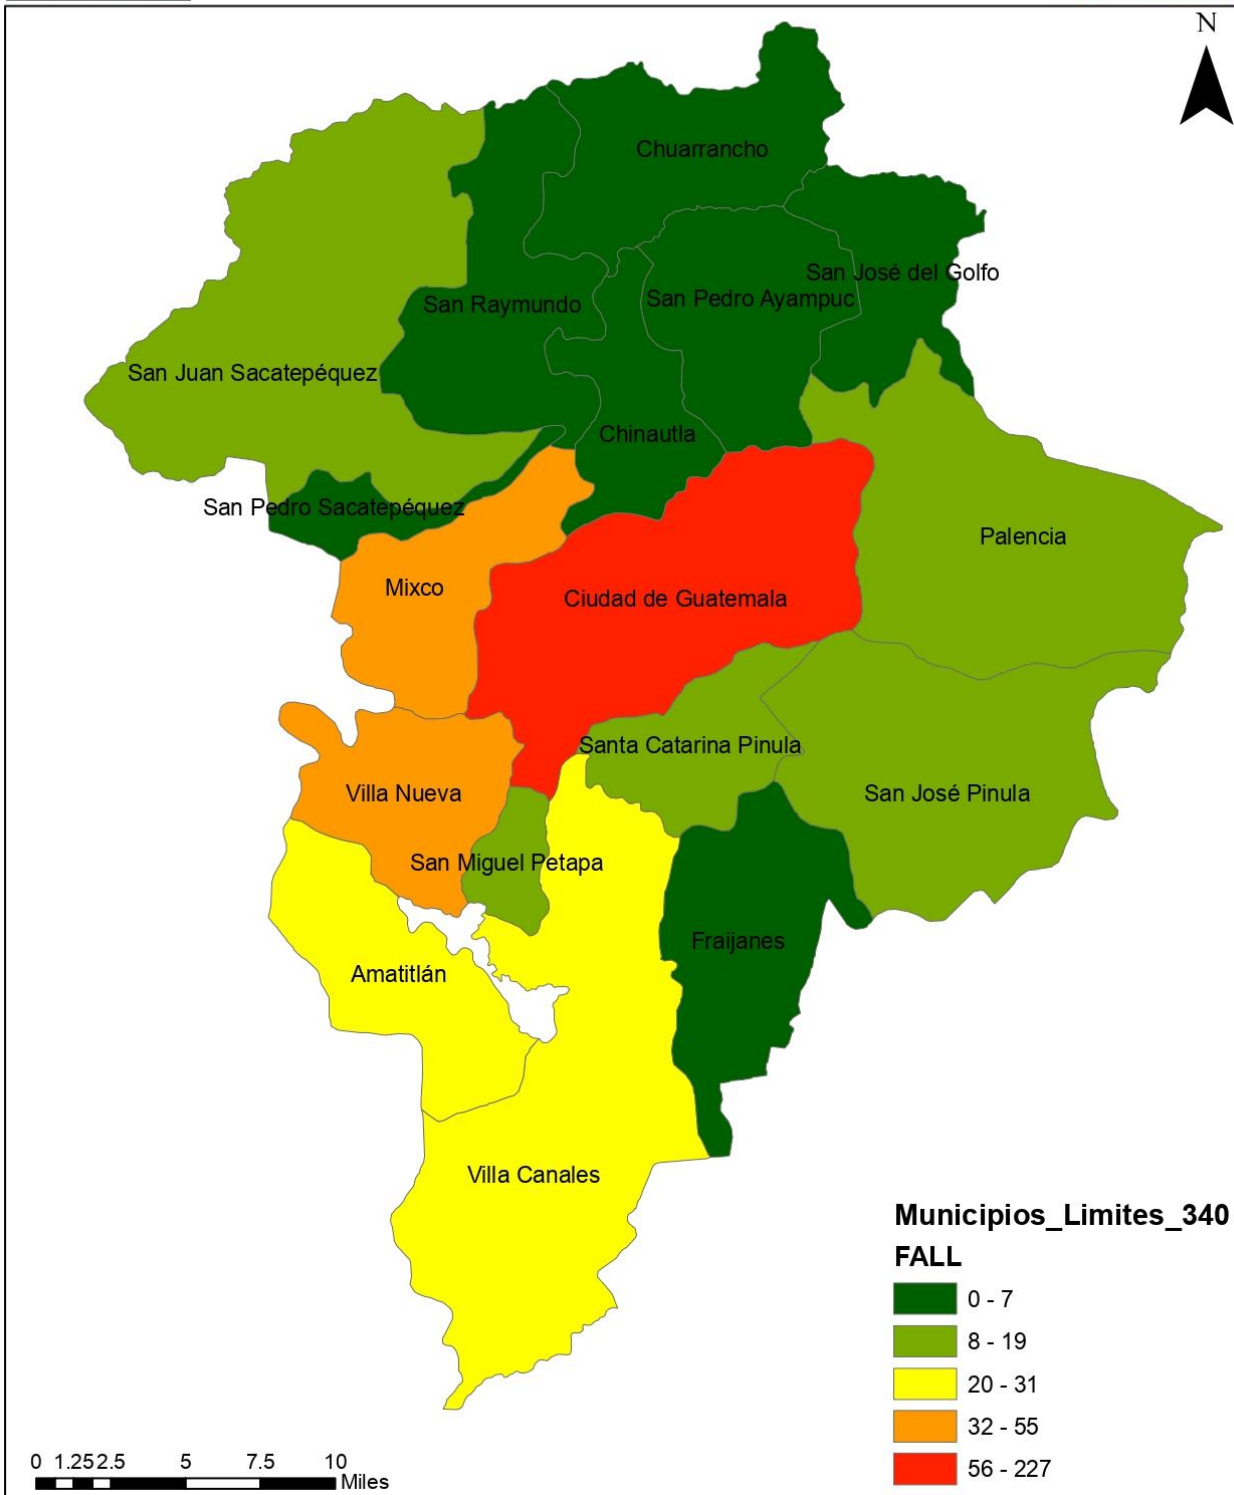 N
Chuarrancho
San José del Golfo
San Raymundo
San Pedro Ayampuc
San Juan Sacatepéquez
Chinautla
San Pedro Sacatepéquez
Palencia
Mixco
Ciudad de Guatemala
Santa Catarina Pinula
Villa Nueva
San José Pinula
San Miguel Petapa
Fraijanes
Amatitlán
Villa Canales
Municipios_Limites_340
FALL
0 - 7
8 - 19
20 - 31
32 - 55
56 - 227
0 1.25 2.5 5 7.5 10
Miles